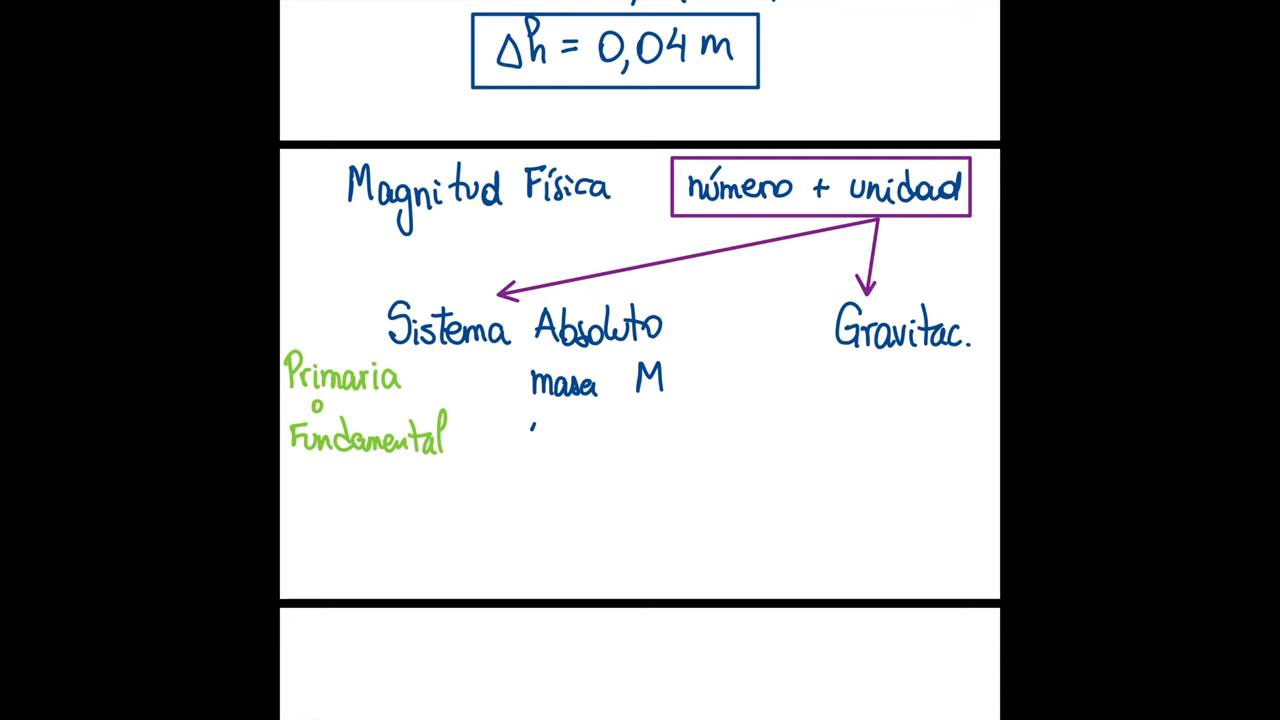 Δh = 0,04 m
Magnitud Física número + unidad
Sistema Absoluto Gravitac.
Primaria masa M
o
Fundamental